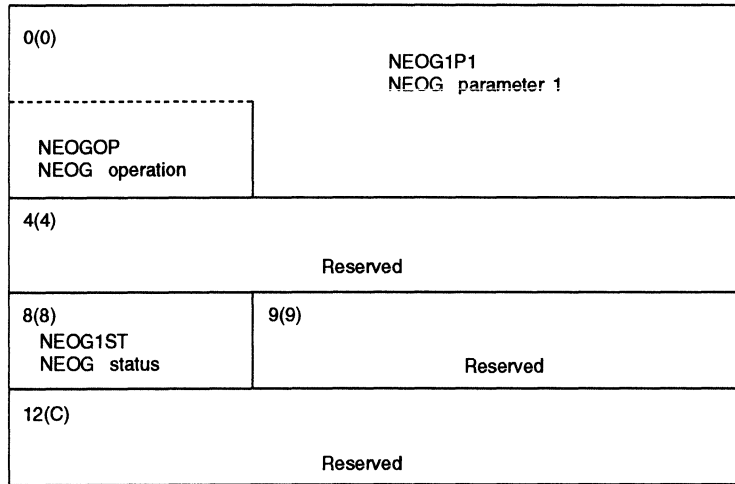 0(0)
NEOG1P1
NEOG parameter 1
NEOGOP
NEOG operation
4(4)
Reserved
8(8)
NEOG1ST
NEOG status
9(9)
Reserved
12(C)
Reserved